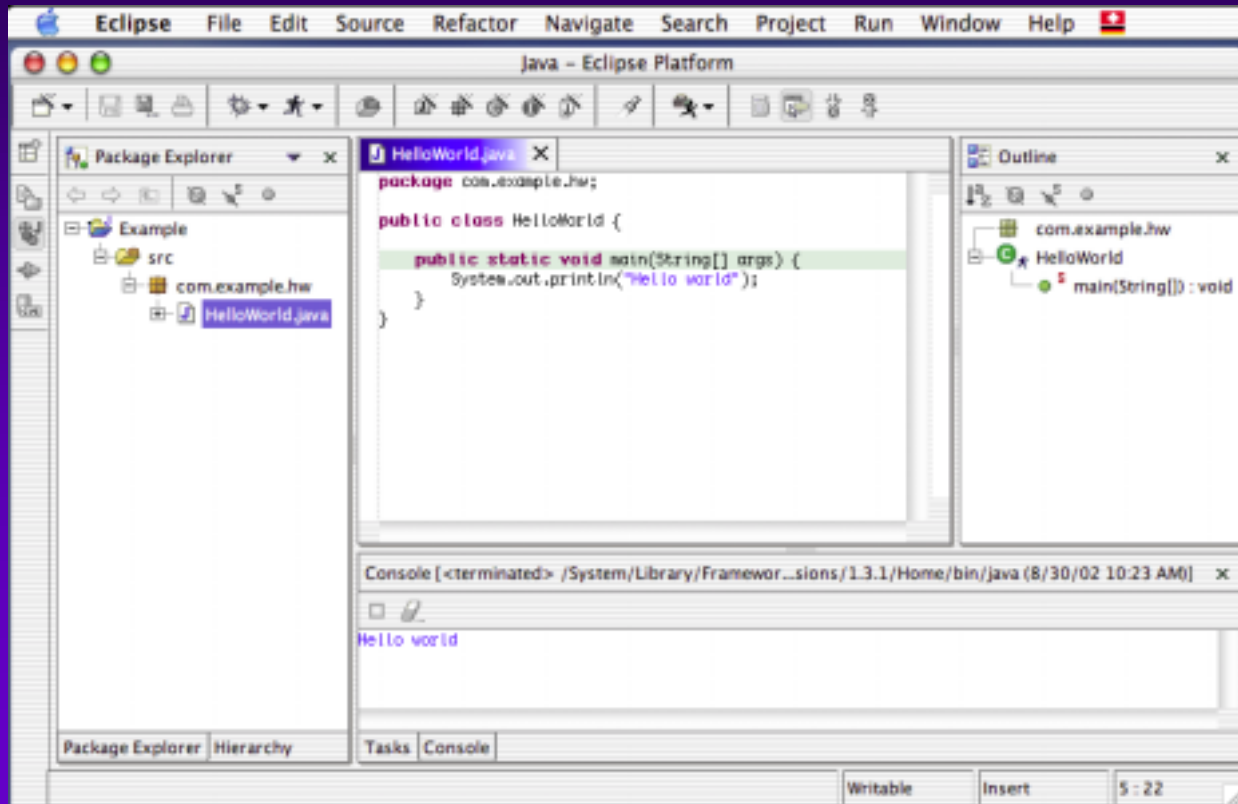 Eclipse File Edit Source Refactor Navigate Search Project Run Window Help
Java – Eclipse Platform
Package Explorer
Example
src
com.example.hw
HelloWorld.java
Package Explorer Hierarchy
HelloWorld.java
package com.example.hw;
public class HelloWorld {
public static void main(String[] args) {
System.out.println("Hello world");
}
}
Outline
com.example.hw
HelloWorld
main(String[]) : void
Console [<terminated> /System/Library/Framewor...sions/1.3.1/Home/bin/java (8/30/02 10:23 AM)]
Hello world
Tasks Console
Writable Insert 5 : 22